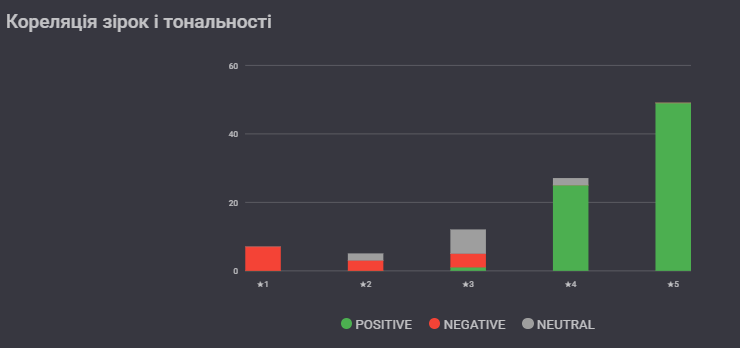 Кореляція зірок і тональності
60
40
20
0
★1 ★2 ★3 ★4 ★5
POSITIVE NEGATIVE NEUTRAL